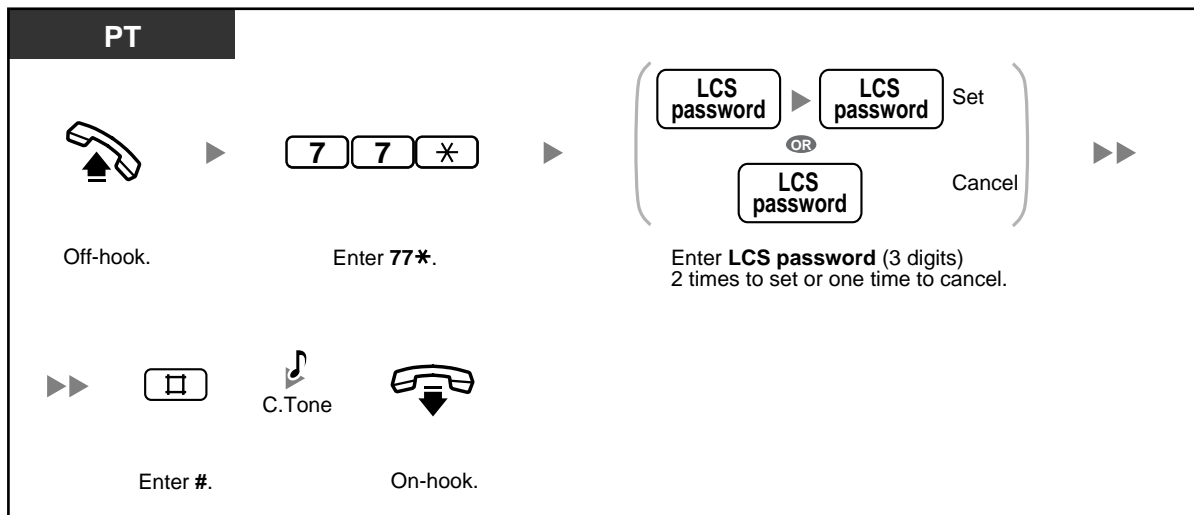 PT
LCS password
LCS password
Set
OR
LCS password
Cancel
7 7 ✳
Off-hook.
Enter 77✳.
Enter LCS password (3 digits)
2 times to set or one time to cancel.
#
C.Tone
Enter #.
On-hook.